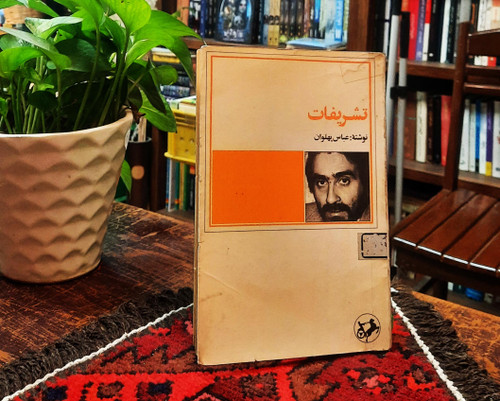 تشریفات
نوشتهٔ: عباس پهلوان